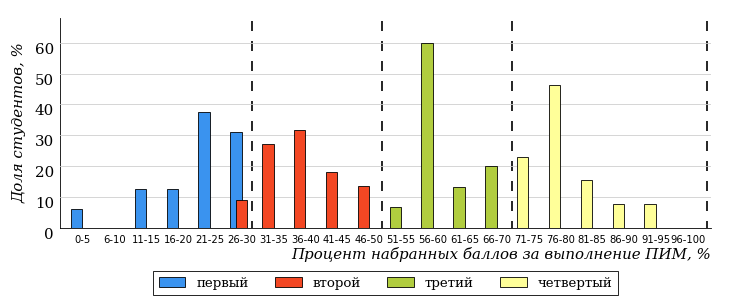 Доля студентов, %
60
50
40
30
20
10
0
0-5 6-10 11-15 16-20 21-25 26-30 31-35 36-40 41-45 46-50 51-55 56-60 61-65 66-70 71-75 76-80 81-85 86-90 91-95 96-100
Процент набранных баллов за выполнение ПИМ, %
первый второй третий четвертый